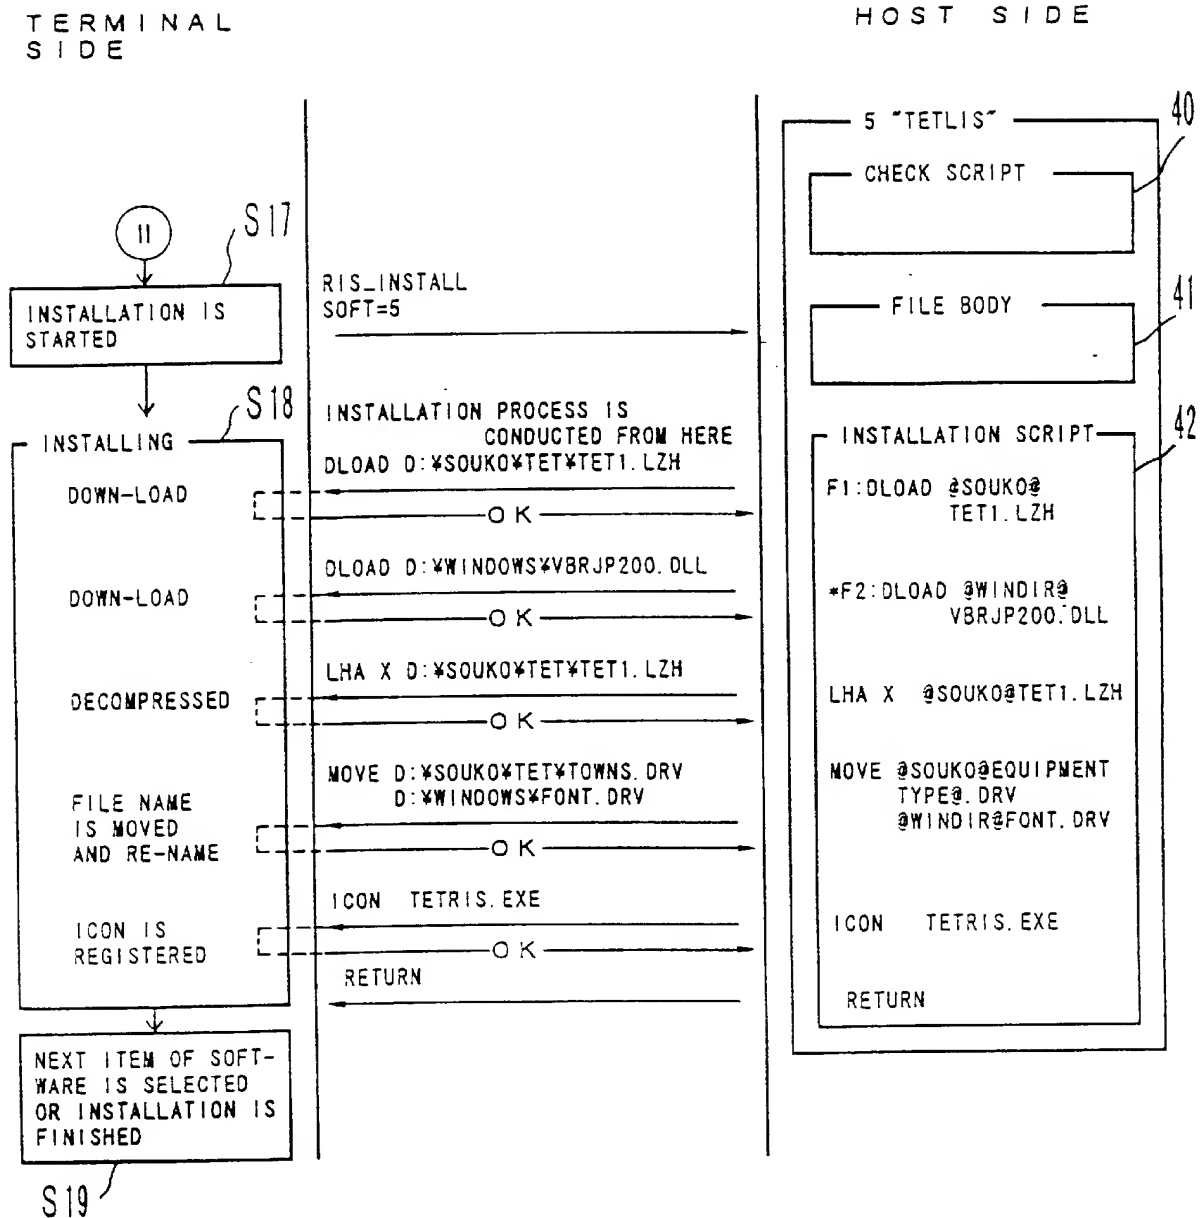 TERMINAL
SIDE
HOST SIDE
11
S17
INSTALLATION IS
STARTED
S18
INSTALLING
DOWN-LOAD
DOWN-LOAD
DECOMPRESSED
FILE NAME
IS MOVED
AND RE-NAME
ICON IS
REGISTERED
NEXT ITEM OF SOFT-
WARE IS SELECTED
OR INSTALLATION IS
FINISHED
S19
RIS_INSTALL
SOFT=5
INSTALLATION PROCESS IS
CONDUCTED FROM HERE
DLOAD D:¥SOUKO¥TET¥TET1.LZH
OK
DLOAD D:¥WINDOWS¥VBRJP200.DLL
OK
LHA X D:¥SOUKO¥TET¥TET1.LZH
OK
MOVE D:¥SOUKO¥TET¥TOWNS.DRV
D:¥WINDOWS¥FONT.DRV
OK
ICON TETRIS.EXE
OK
RETURN
5 "TETLIS"
40
CHECK SCRIPT
FILE BODY
41
INSTALLATION SCRIPT
42
F1:DLOAD @SOUKO@
TET1.LZH
*F2:DLOAD @WINDIR@
VBRJP200.DLL
LHA X @SOUKO@TET1.LZH
MOVE @SOUKO@EQUIPMENT
TYPE@.DRV
@WINDIR@FONT.DRV
ICON TETRIS.EXE
RETURN